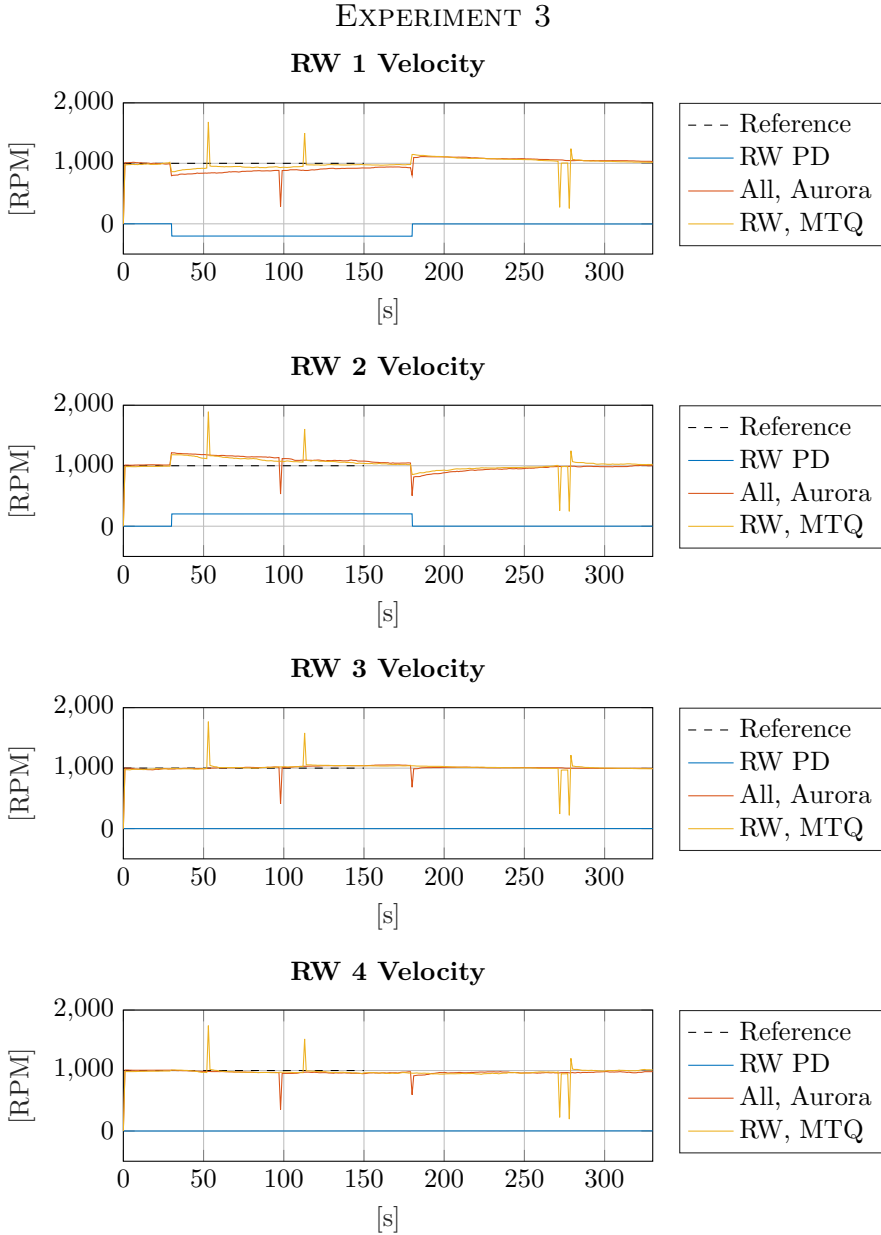 EXPERIMENT 3
RW 1 Velocity
2,000
1,000
0
[RPM]
0 50 100 150 200 250 300
[s]
Reference
RW PD
All, Aurora
RW, MTQ
RW 2 Velocity
2,000
1,000
0
[RPM]
0 50 100 150 200 250 300
[s]
Reference
RW PD
All, Aurora
RW, MTQ
RW 3 Velocity
2,000
1,000
0
[RPM]
0 50 100 150 200 250 300
[s]
Reference
RW PD
All, Aurora
RW, MTQ
RW 4 Velocity
2,000
1,000
0
[RPM]
0 50 100 150 200 250 300
[s]
Reference
RW PD
All, Aurora
RW, MTQ